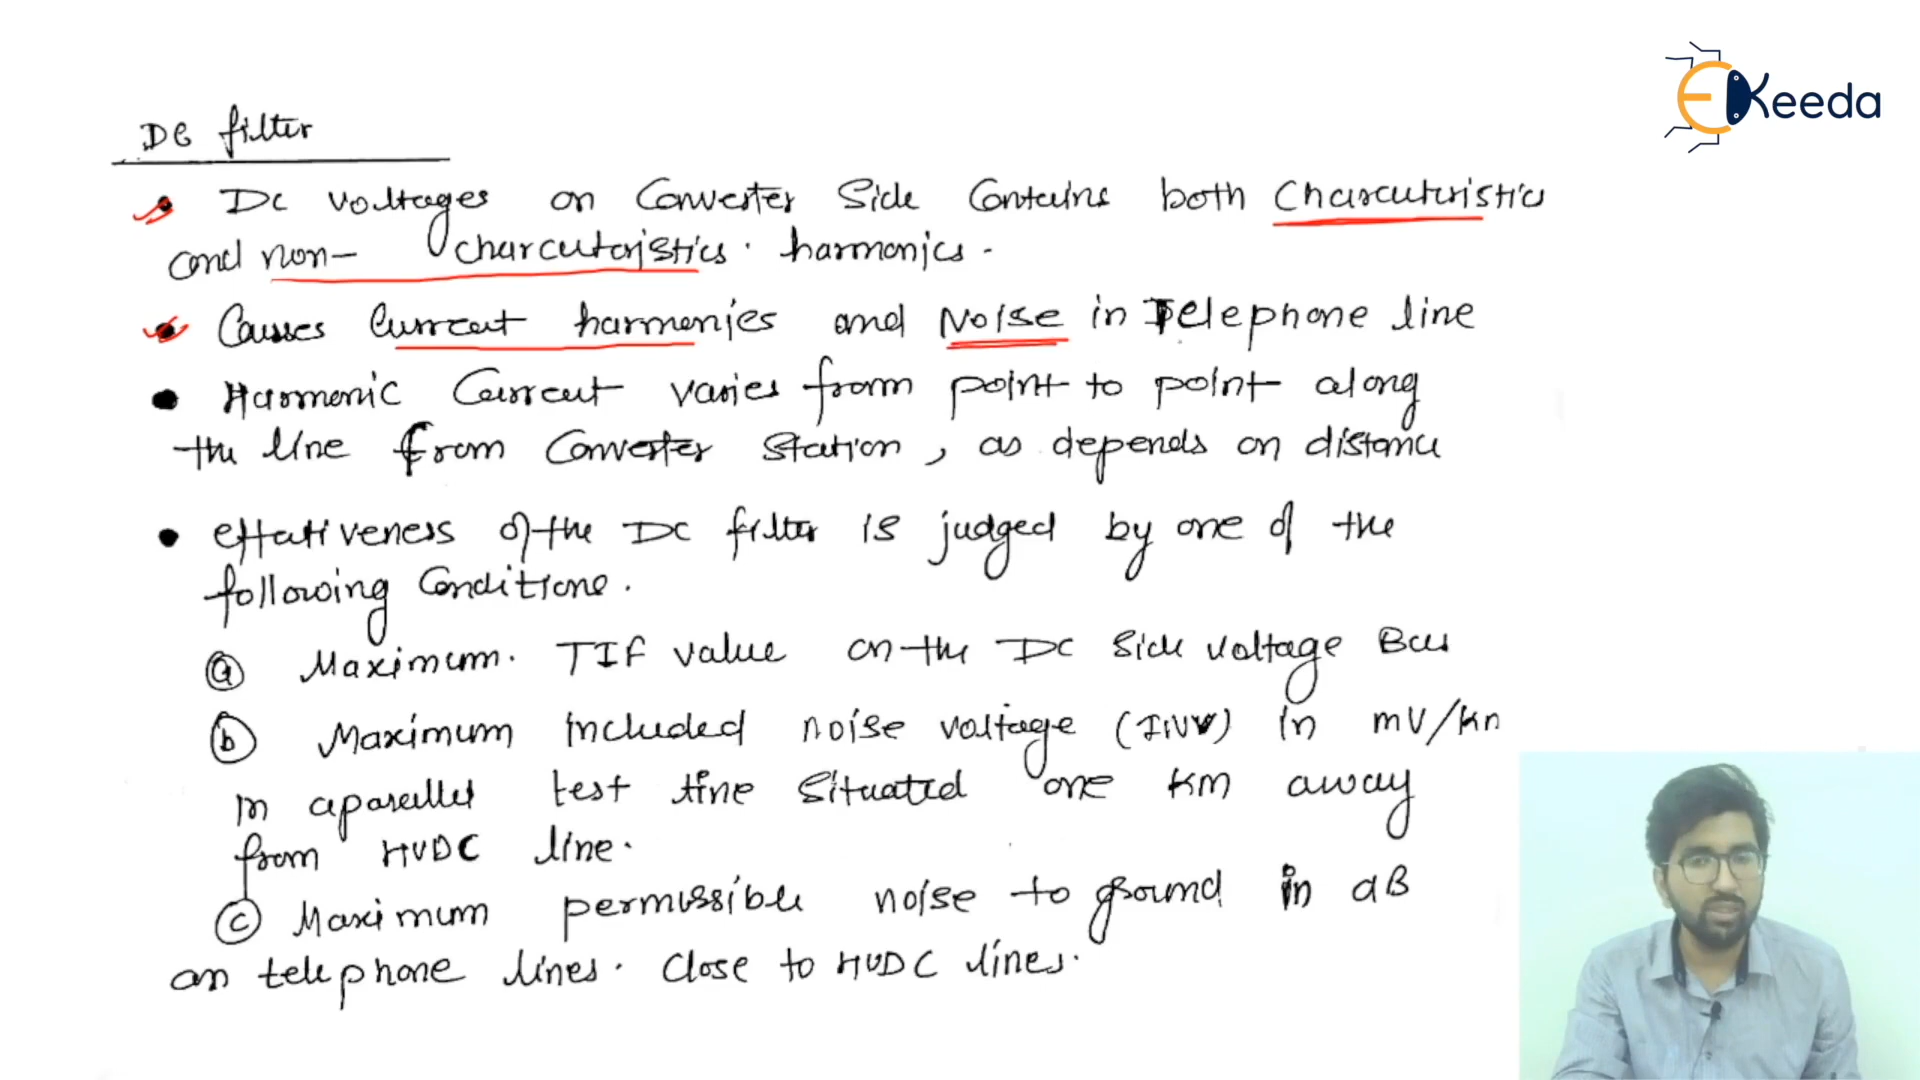 EKeeda
DC filter
• DC voltages on Converter Side Contains both Charcuteristics
and non- charcuteristics. harmonics.
• Causes Current harmonics and Noise in Telephone line
• Harmonic Current varies from point to point along
the line from Converter Station, as depends on distance
• effectiveness of the DC filter is judged by one of the
following Conditions.
(a) Maximum. TIF value on the DC Side voltage Bus
(b) Maximum included noise voltage (INV) in mV/km
in a parallel test line Situated one km away
from HVDC line.
(c) Maximum permissible noise to ground in dB
on telephone lines. Close to HVDC lines.